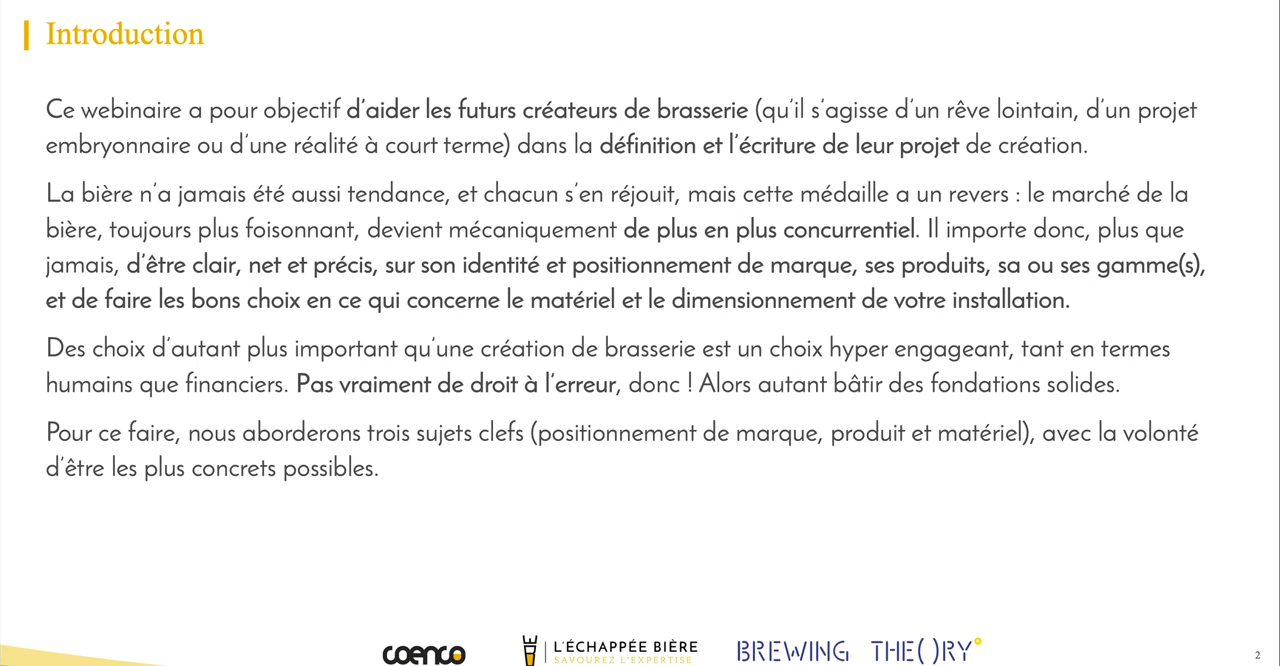 Introduction
Ce webinaire a pour objectif d'aider les futurs créateurs de brasserie (qu'il s'agisse d'un rêve lointain, d'un projet
embryonnaire ou d'une réalité à court terme) dans la définition et l'écriture de leur projet de création.
La bière n'a jamais été aussi tendance, et chacun s'en réjouit, mais cette médaille a un revers : le marché de la
bière, toujours plus foisonnant, devient mécaniquement de plus en plus concurrentiel. Il importe donc, plus que
jamais, d'être clair, net et précis, sur son identité et positionnement de marque, ses produits, sa ou ses gamme(s),
et de faire les bons choix en ce qui concerne le matériel et le dimensionnement de votre installation.
Des choix d'autant plus important qu'une création de brasserie est un choix hyper engageant, tant en termes
humains que financiers. Pas vraiment de droit à l'erreur, donc ! Alors autant bâtir des fondations solides.
Pour ce faire, nous aborderons trois sujets clefs (positionnement de marque, produit et matériel), avec la volonté
d'être les plus concrets possibles.
coenco
L'ÉCHAPPÉE BIÈRE
SAVOUREZ L'EXPERTISE
BREWING THE( )RY°
2